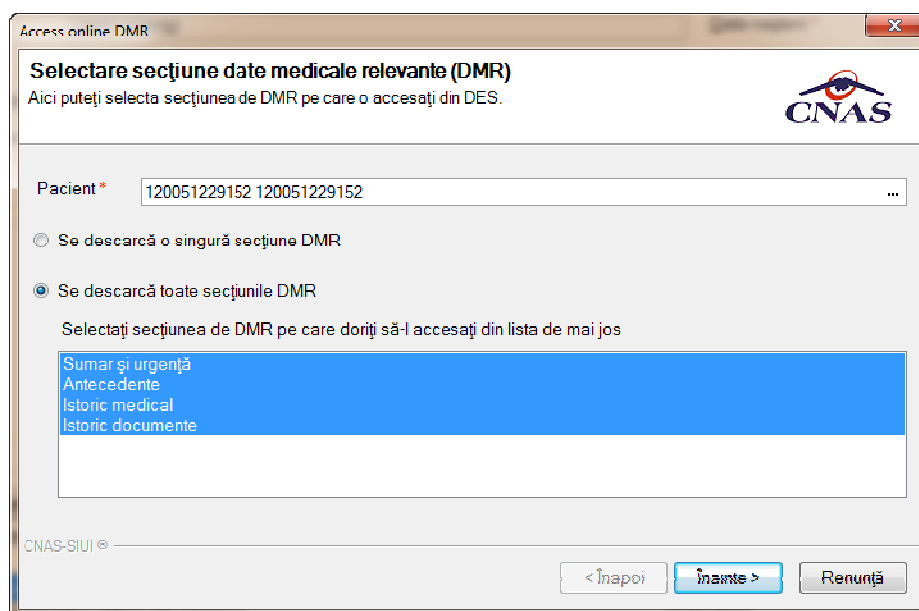 Access online DMR
Selectare secţiune date medicale relevante (DMR)
Aici puteţi selecta secţiunea de DMR pe care o accesaţi din DES.
CNAS
Pacient * 120051229152 120051229152 ...
Se descarcă o singură secţiune DMR
Se descarcă toate secţiunile DMR
Selectaţi secţiunea de DMR pe care doriţi să-l accesaţi din lista de mai jos
Sumar şi urgenţă
Antecedente
Istoric medical
Istoric documente
CNAS-SIUI ®
< Înapoi Înainte > Renunţă